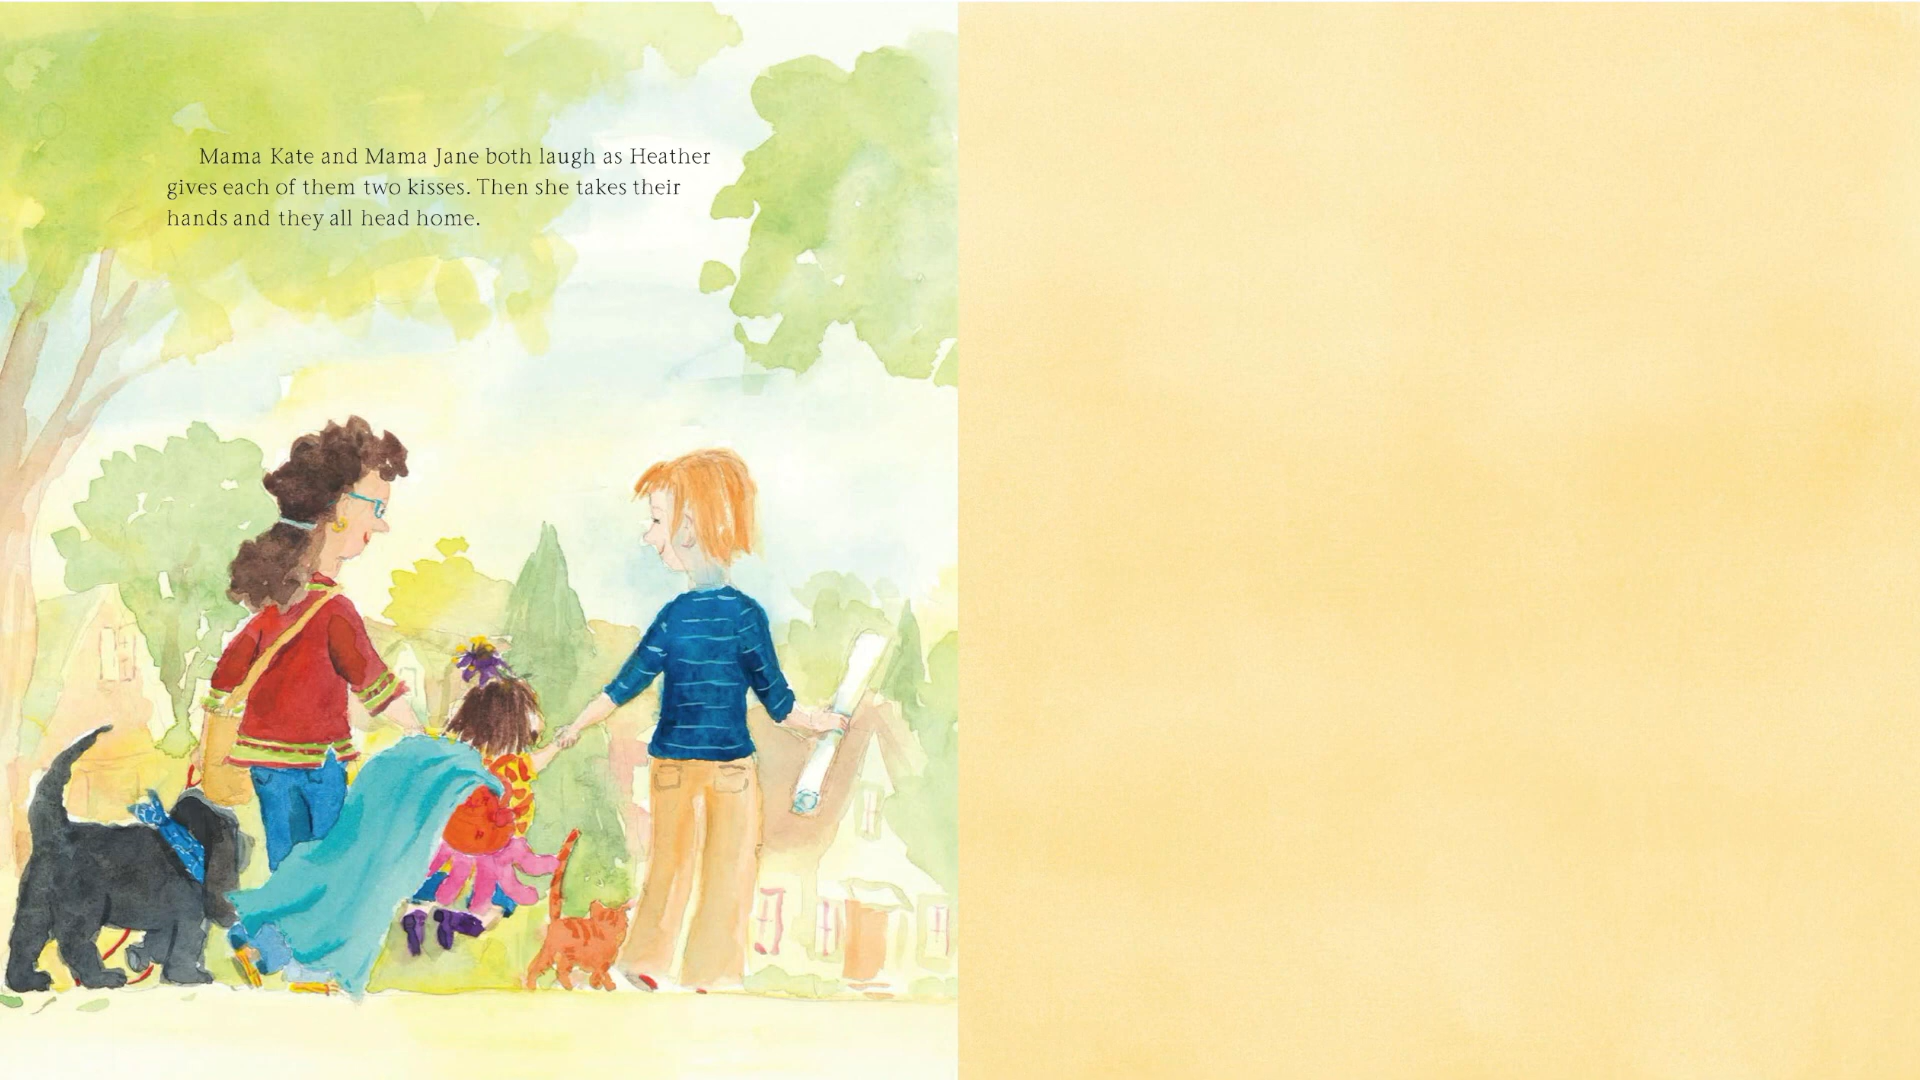 Mama Kate and Mama Jane both laugh as Heather
gives each of them two kisses. Then she takes their
hands and they all head home.